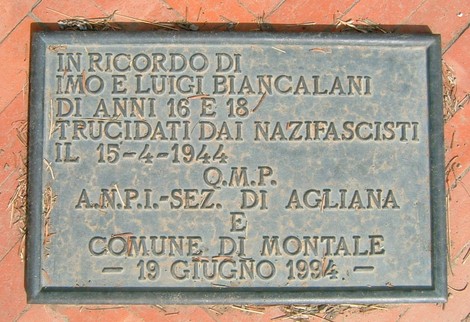 IN RICORDO DI
IMO E LUIGI BIANCALANI
DI ANNI 16 E 18
TRUCIDATI DAI NAZIFASCISTI
IL 15-4-1944
Q.M.P.
A.N.P.I.-SEZ. DI AGLIANA
E
COMUNE DI MONTALE
— 19 GIUGNO 1994 —